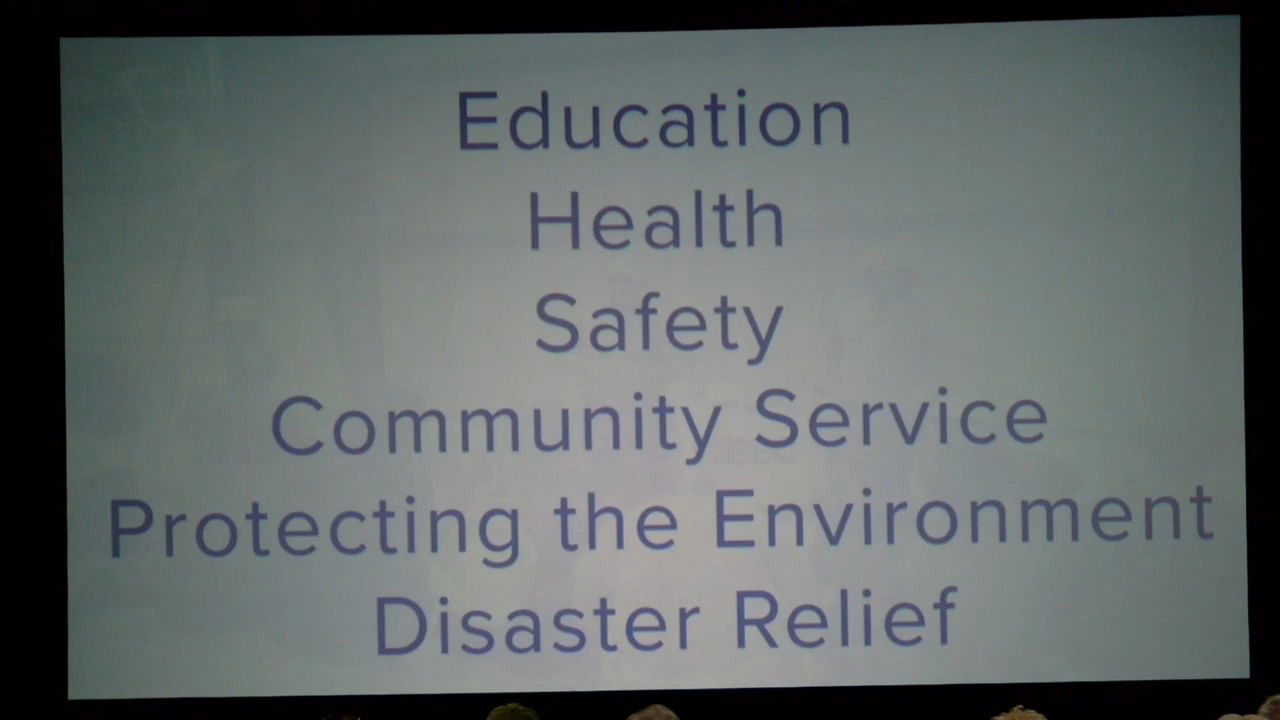 Education
Health
Safety
Community Service
Protecting the Environment
Disaster Relief